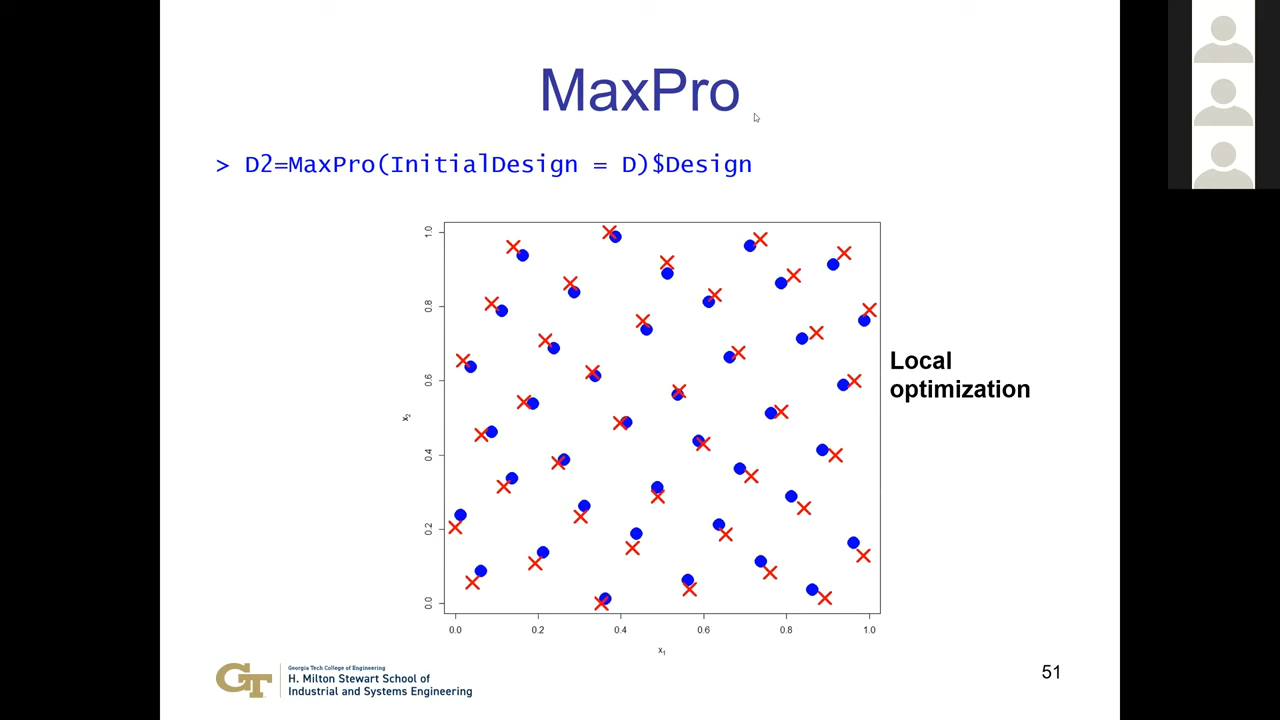 MaxPro
> D2=MaxPro(InitialDesign = D)$Design
1.0
0.8
0.6
0.4
0.2
0.0
x2
0.0 0.2 0.4 0.6 0.8 1.0
x1
Local
optimization
GT
Georgia Tech College of Engineering
H. Milton Stewart School of
Industrial and Systems Engineering
51